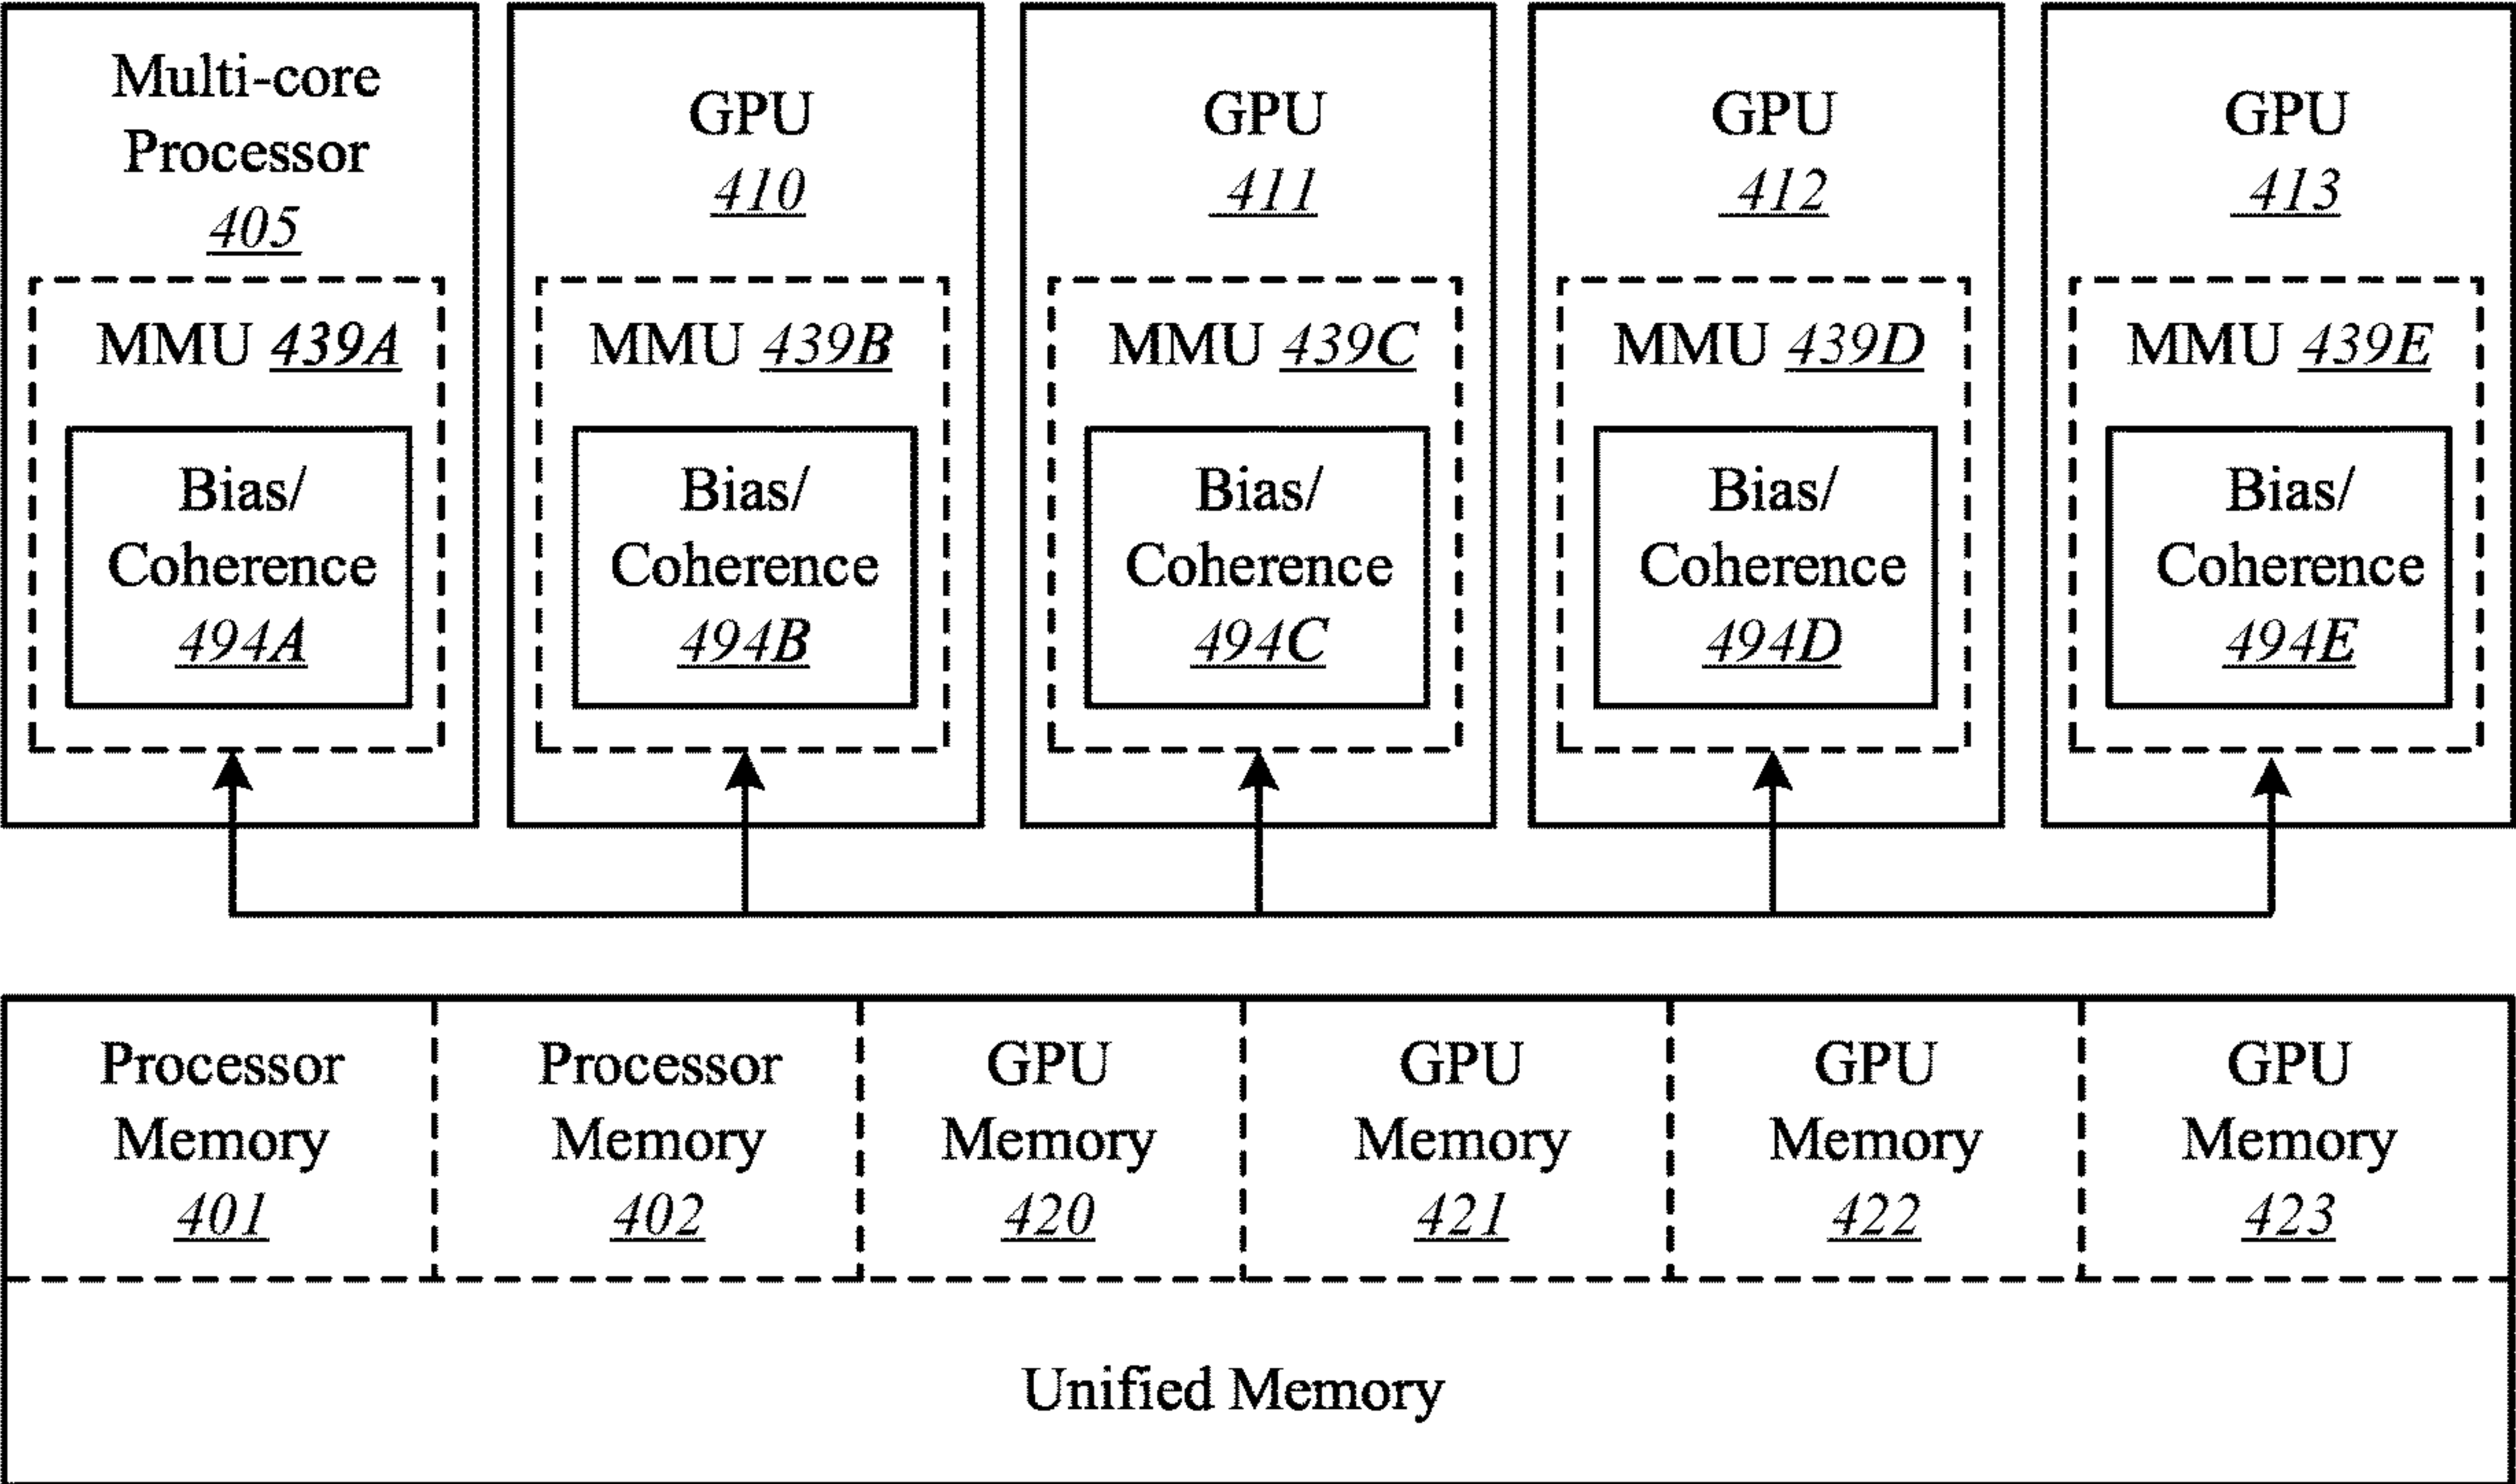 Multi-core
Processor
405
MMU 439A
Bias/
Coherence
494A
GPU
410
MMU 439B
Bias/
Coherence
494B
GPU
411
MMU 439C
Bias/
Coherence
494C
GPU
412
MMU 439D
Bias/
Coherence
494D
GPU
413
MMU 439E
Bias/
Coherence
494E
Processor
Memory
401
Processor
Memory
402
GPU
Memory
420
GPU
Memory
421
GPU
Memory
422
GPU
Memory
423
Unified Memory